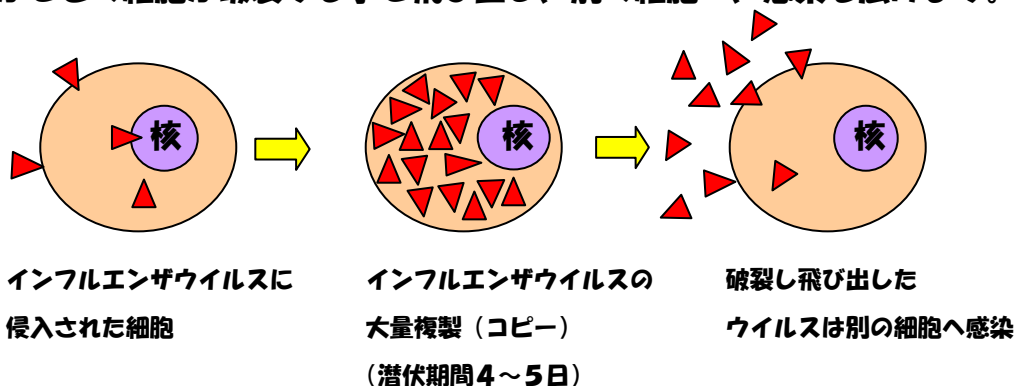 核
核
核
インフルエンザウイルスに
侵入された細胞
インフルエンザウイルスの
大量複製（コピー）
（潜伏期間４～５日）
破裂し飛び出した
ウイルスは別の細胞へ感染